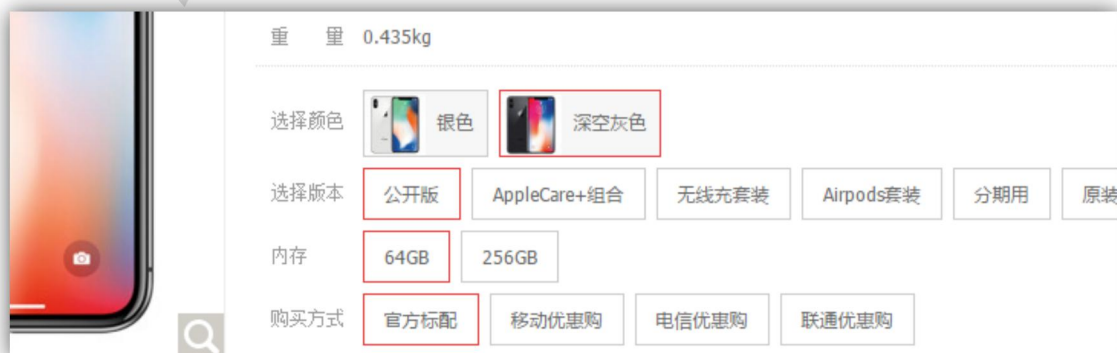 重 量 0.435kg
选择颜色 银色 深空灰色
选择版本 公开版 AppleCare+组合 无线充套装 Airpods套装 分期用 原装
内存 64GB 256GB
购买方式 官方标配 移动优惠购 电信优惠购 联通优惠购